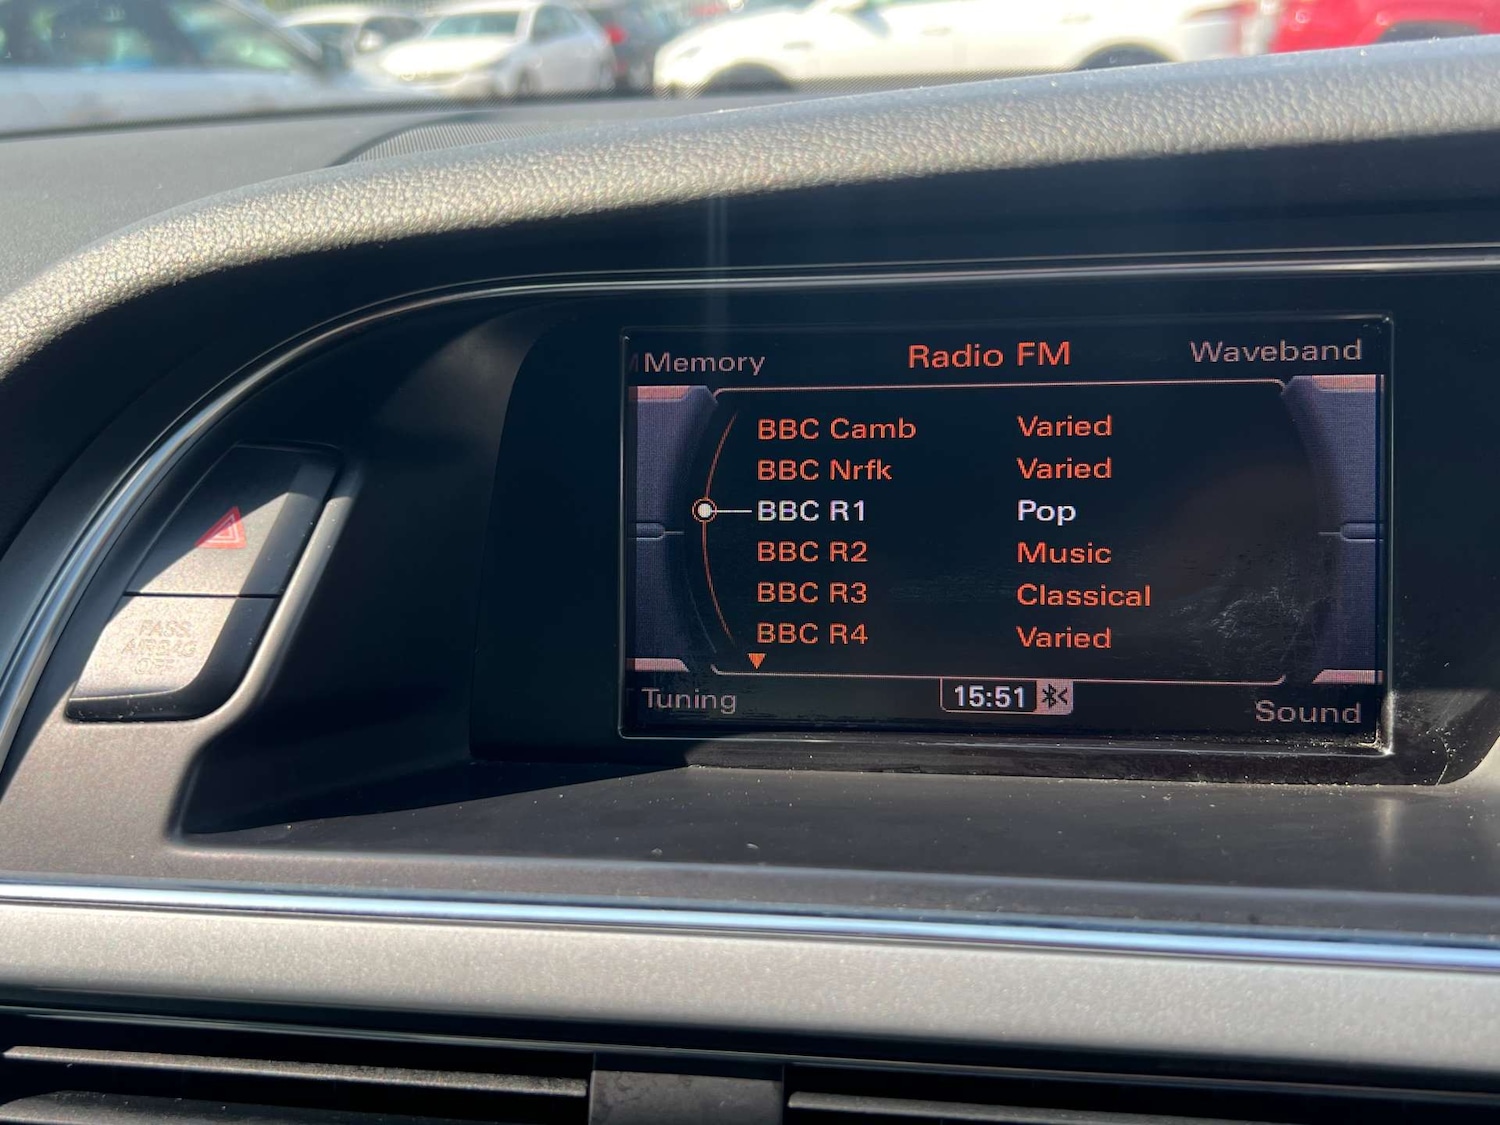 Memory Radio FM Waveband
BBC Camb Varied
BBC Nrfk Varied
BBC R1 Pop
BBC R2 Music
BBC R3 Classical
BBC R4 Varied
Tuning 15:51 Sound
PASS
AIRBAG
OFF